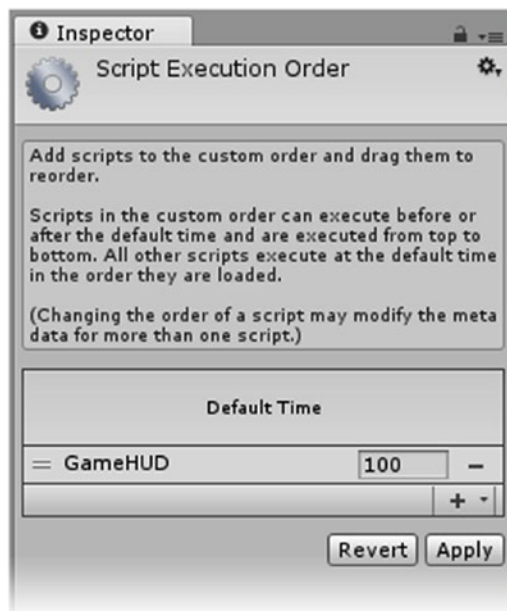 Inspector
Script Execution Order
Add scripts to the custom order and drag them to
reorder.
Scripts in the custom order can execute before or
after the default time and are executed from top to
bottom. All other scripts execute at the default time
in the order they are loaded.
(Changing the order of a script may modify the meta
data for more than one script.)
Default Time
= GameHUD 100 −
+
Revert Apply